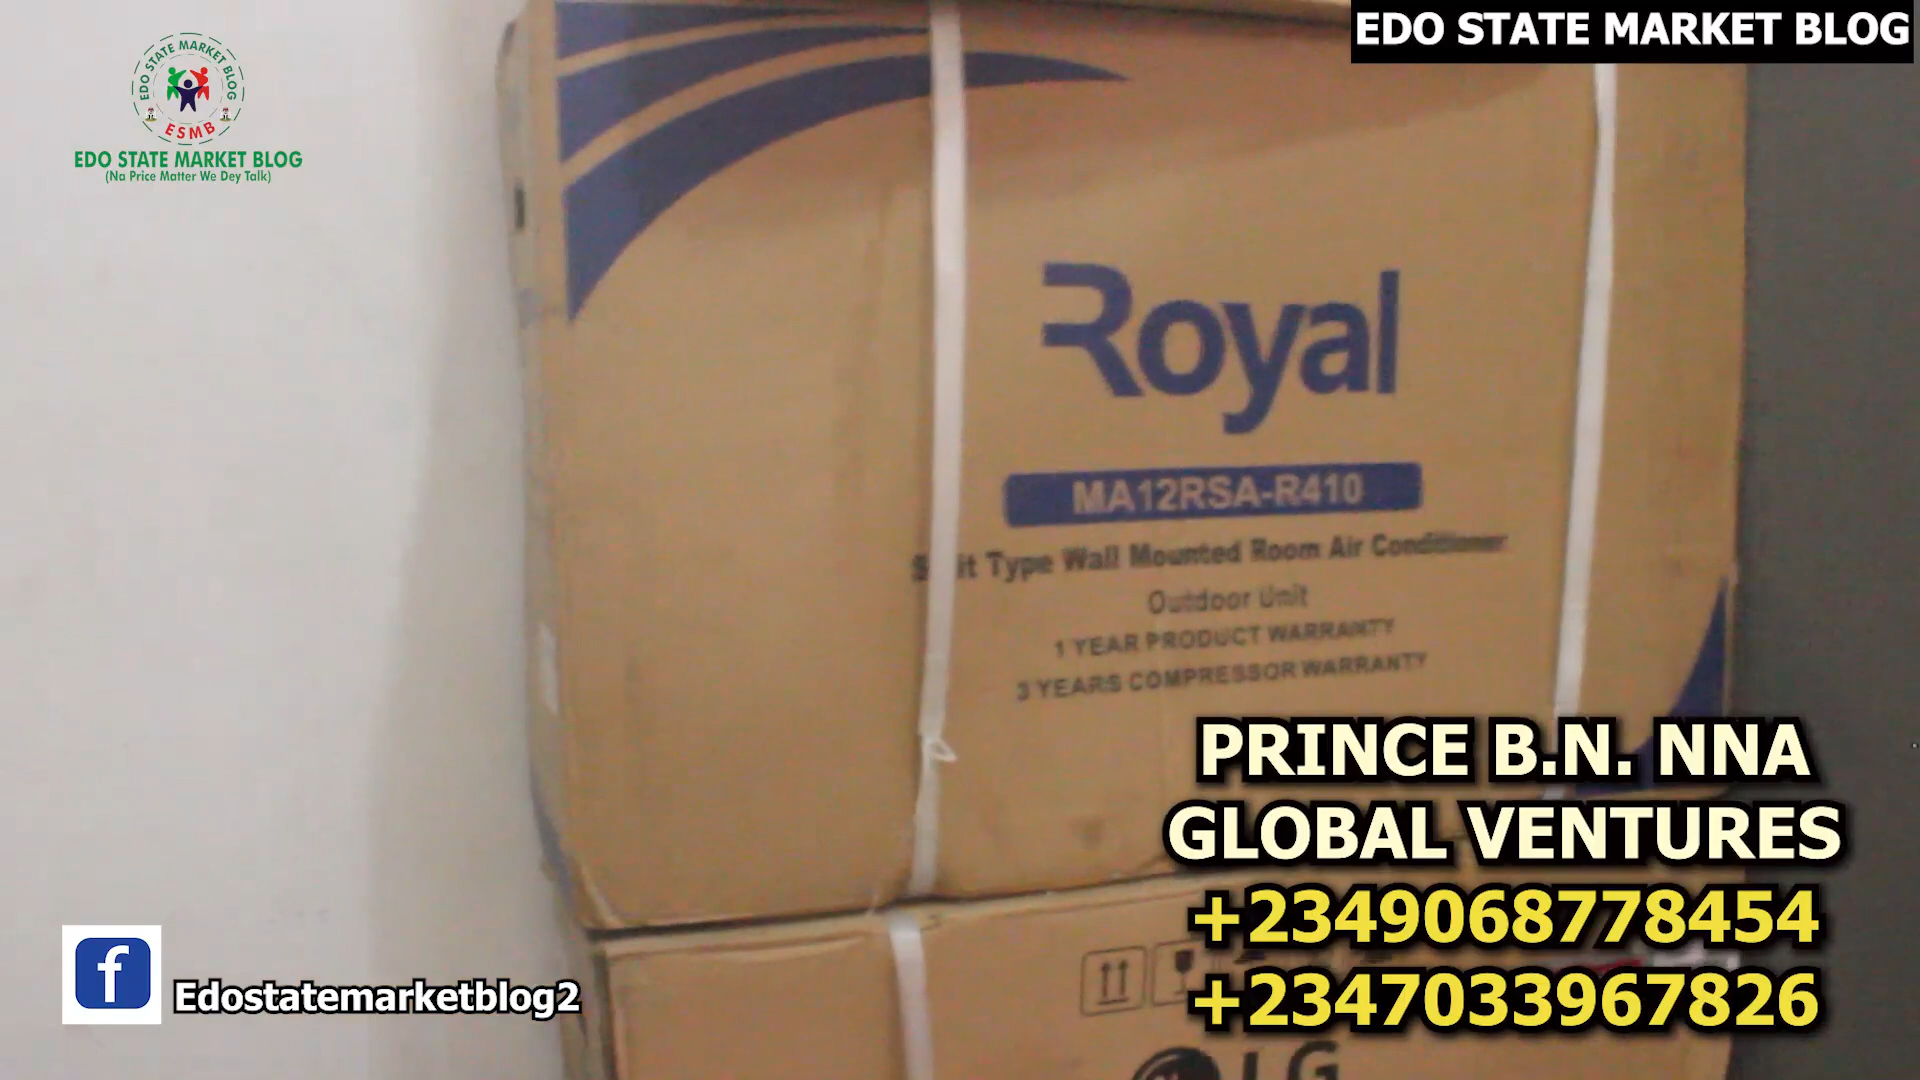 EDO STATE MARKET BLOG
EDO STATE MARKET BLOG
ESMB
EDO STATE MARKET BLOG
(Na Price Matter We Dey Talk)
Royal
MA12RSA-R410
Split Type Wall Mounted Room Air Conditioner
Outdoor Unit
1 YEAR PRODUCT WARRANTY
3 YEARS COMPRESSOR WARRANTY
PRINCE B.N. NNA
GLOBAL VENTURES
+2349068778454
+2347033967826
Edostatemarketblog2
LG